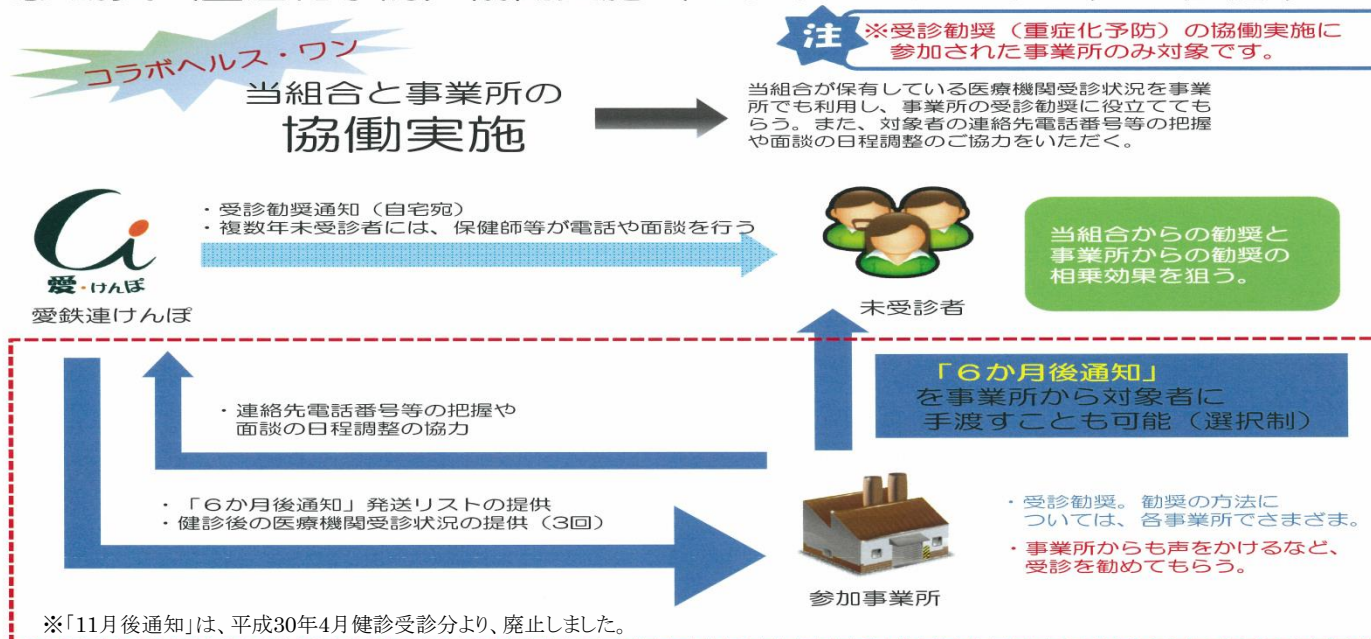 コラボヘルス・ワン
当組合と事業所の
協働実施
注
※受診勧奨（重症化予防）の協働実施に
参加された事業所のみ対象です。
当組合が保有している医療機関受診状況を事業
所でも利用し、事業所の受診勧奨に役立てても
らう。また、対象者の連絡先電話番号等の把握
や面談の日程調整のご協力をいただく。
愛・けんぽ
愛鉄連けんぽ
・受診勧奨通知（自宅宛）
・複数年未受診者には、保健師等が電話や面談を行う
未受診者
当組合からの勧奨と
事業所からの勧奨の
相乗効果を狙う。
「６か月後通知」
を事業所から対象者に
手渡すことも可能（選択制）
・連絡先電話番号等の把握や
面談の日程調整の協力
・「６か月後通知」発送リストの提供
・健診後の医療機関受診状況の提供（3回）
参加事業所
・受診勧奨。勧奨の方法に
ついては、各事業所でさまざま。
・事業所からも声をかけるなど、
受診を勧めてもらう。
※「11月後通知」は、平成30年4月健診受診分より、廃止しました。